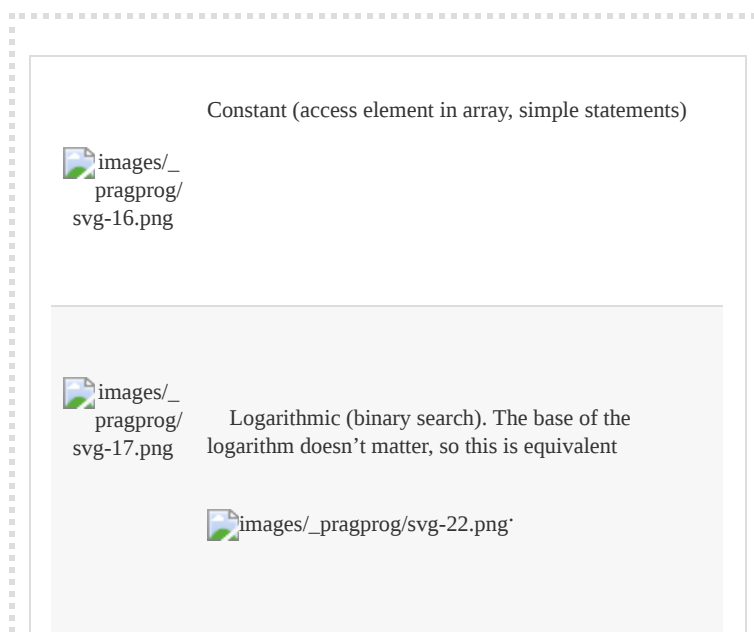 Constant (access element in array, simple statements)
images/_
pragprog/
svg-16.png
images/_
pragprog/
svg-17.png
Logarithmic (binary search). The base of the
logarithm doesn’t matter, so this is equivalent
images/_pragprog/svg-22.png.